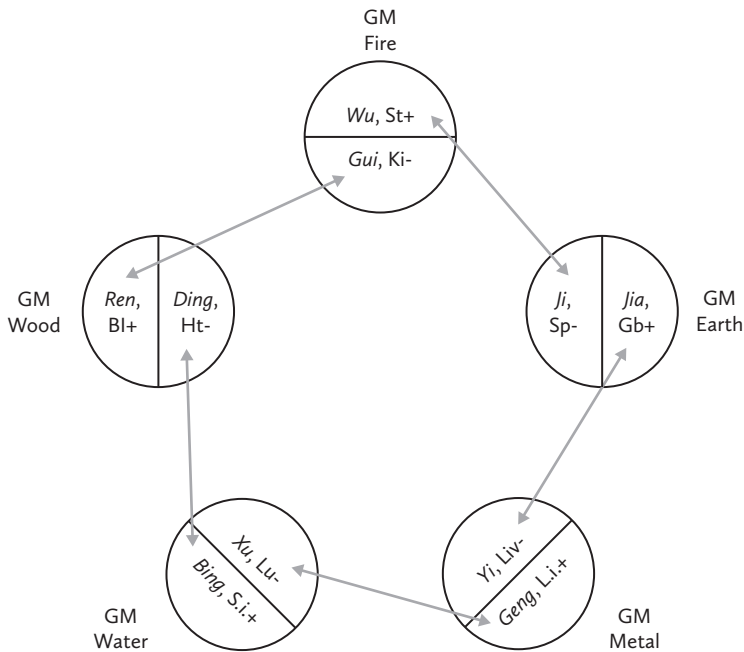 GM
Fire
Wu, St+
Gui, Ki-
GM
Wood
Ren,
Bl+
Ding,
Ht-
Ji,
Sp-
Jia,
Gb+
GM
Earth
Xu, Lu-
Bing, S.i.+
GM
Water
Yi, Liv-
Geng, L.i.+
GM
Metal